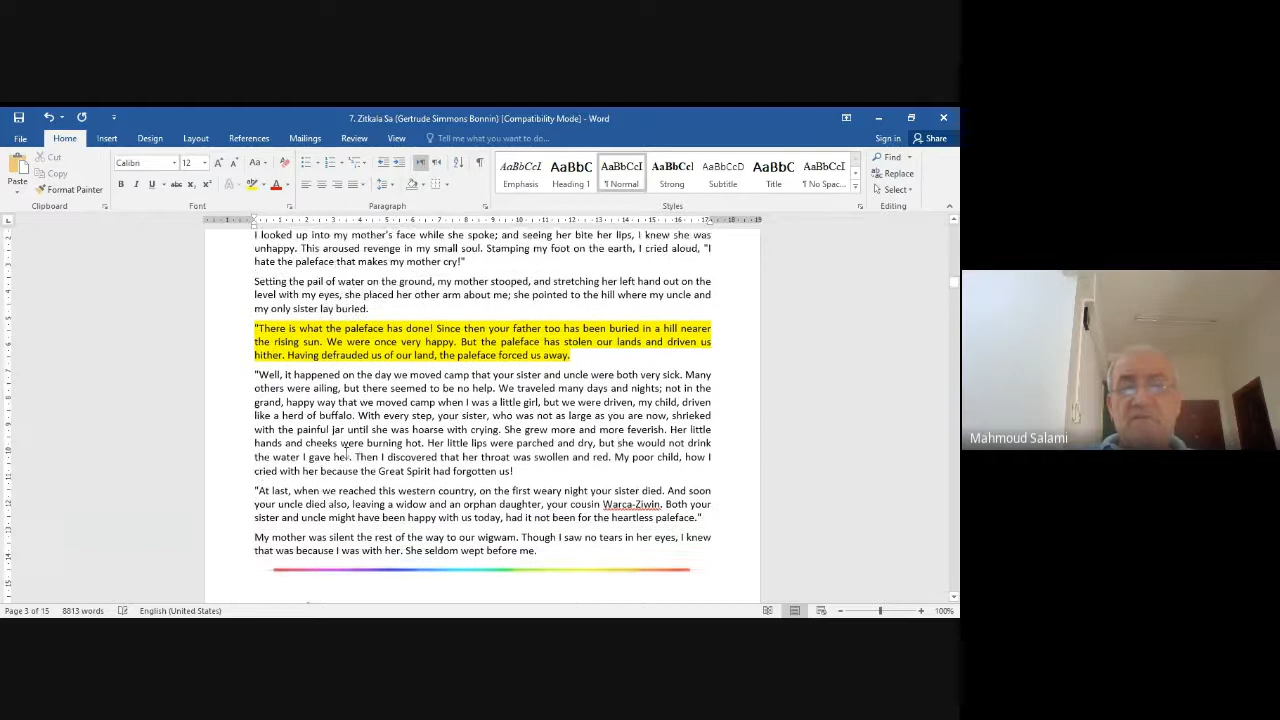 7. Zitkala Sa (Gertrude Simmons Bonnin) [Compatibility Mode] - Word
File Home Insert Design Layout References Mailings Review View Tell me what you want to do... Sign in Share
Paste
Cut
Copy
Format Painter
Clipboard
Calibri 12
Font
Paragraph
AaBbCcI AaBbC AaBbCcI AaBbCcl AaBbCcD AaBbC AaBbCcI
Emphasis Heading 1 ¶ Normal Strong Subtitle Title ¶ No Spac...
Styles
Find
Replace
Select
Editing
I looked up into my mother's face while she spoke; and seeing her bite her lips, I knew she was
unhappy. This aroused revenge in my small soul. Stamping my foot on the earth, I cried aloud, "I
hate the paleface that makes my mother cry!"
Setting the pail of water on the ground, my mother stooped, and stretching her left hand out on the
level with my eyes, she placed her other arm about me; she pointed to the hill where my uncle and
my only sister lay buried.
"There is what the paleface has done! Since then your father too has been buried in a hill nearer
the rising sun. We were once very happy. But the paleface has stolen our lands and driven us
hither. Having defrauded us of our land, the paleface forced us away.
"Well, it happened on the day we moved camp that your sister and uncle were both very sick. Many
others were ailing, but there seemed to be no help. We traveled many days and nights; not in the
grand, happy way that we moved camp when I was a little girl, but we were driven, my child, driven
like a herd of buffalo. With every step, your sister, who was not as large as you are now, shrieked
with the painful jar until she was hoarse with crying. She grew more and more feverish. Her little
hands and cheeks were burning hot. Her little lips were parched and dry, but she would not drink
the water I gave her. Then I discovered that her throat was swollen and red. My poor child, how I
cried with her because the Great Spirit had forgotten us!
"At last, when we reached this western country, on the first weary night your sister died. And soon
your uncle died also, leaving a widow and an orphan daughter, your cousin Warca-Ziwin. Both your
sister and uncle might have been happy with us today, had it not been for the heartless paleface."
My mother was silent the rest of the way to our wigwam. Though I saw no tears in her eyes, I knew
that was because I was with her. She seldom wept before me.
Page 3 of 15 8813 words English (United States) 100%
Mahmoud Salami